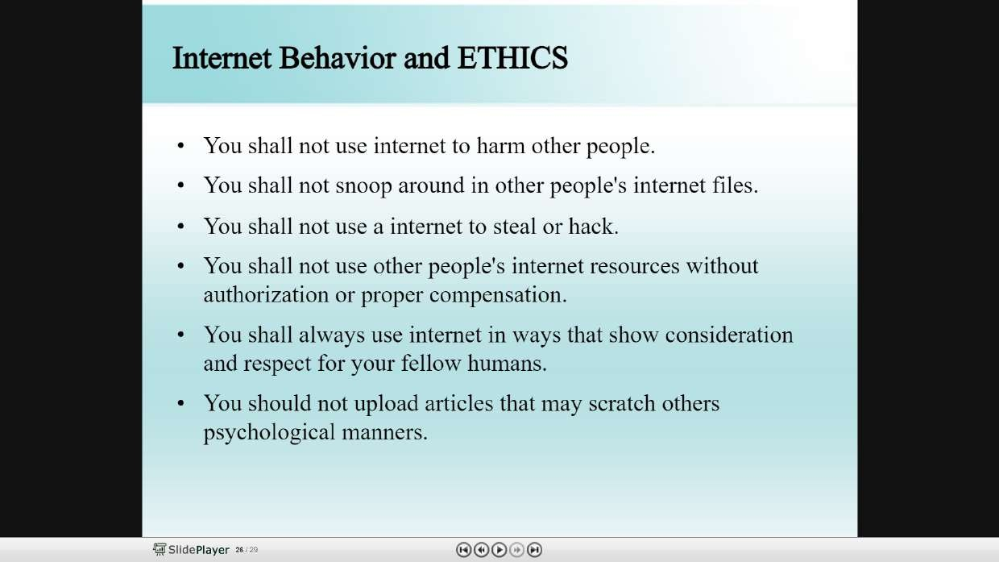 Internet Behavior and ETHICS
• You shall not use internet to harm other people.
• You shall not snoop around in other people's internet files.
• You shall not use a internet to steal or hack.
• You shall not use other people's internet resources without
authorization or proper compensation.
• You shall always use internet in ways that show consideration
and respect for your fellow humans.
• You should not upload articles that may scratch others
psychological manners.
SlidePlayer 26 / 29